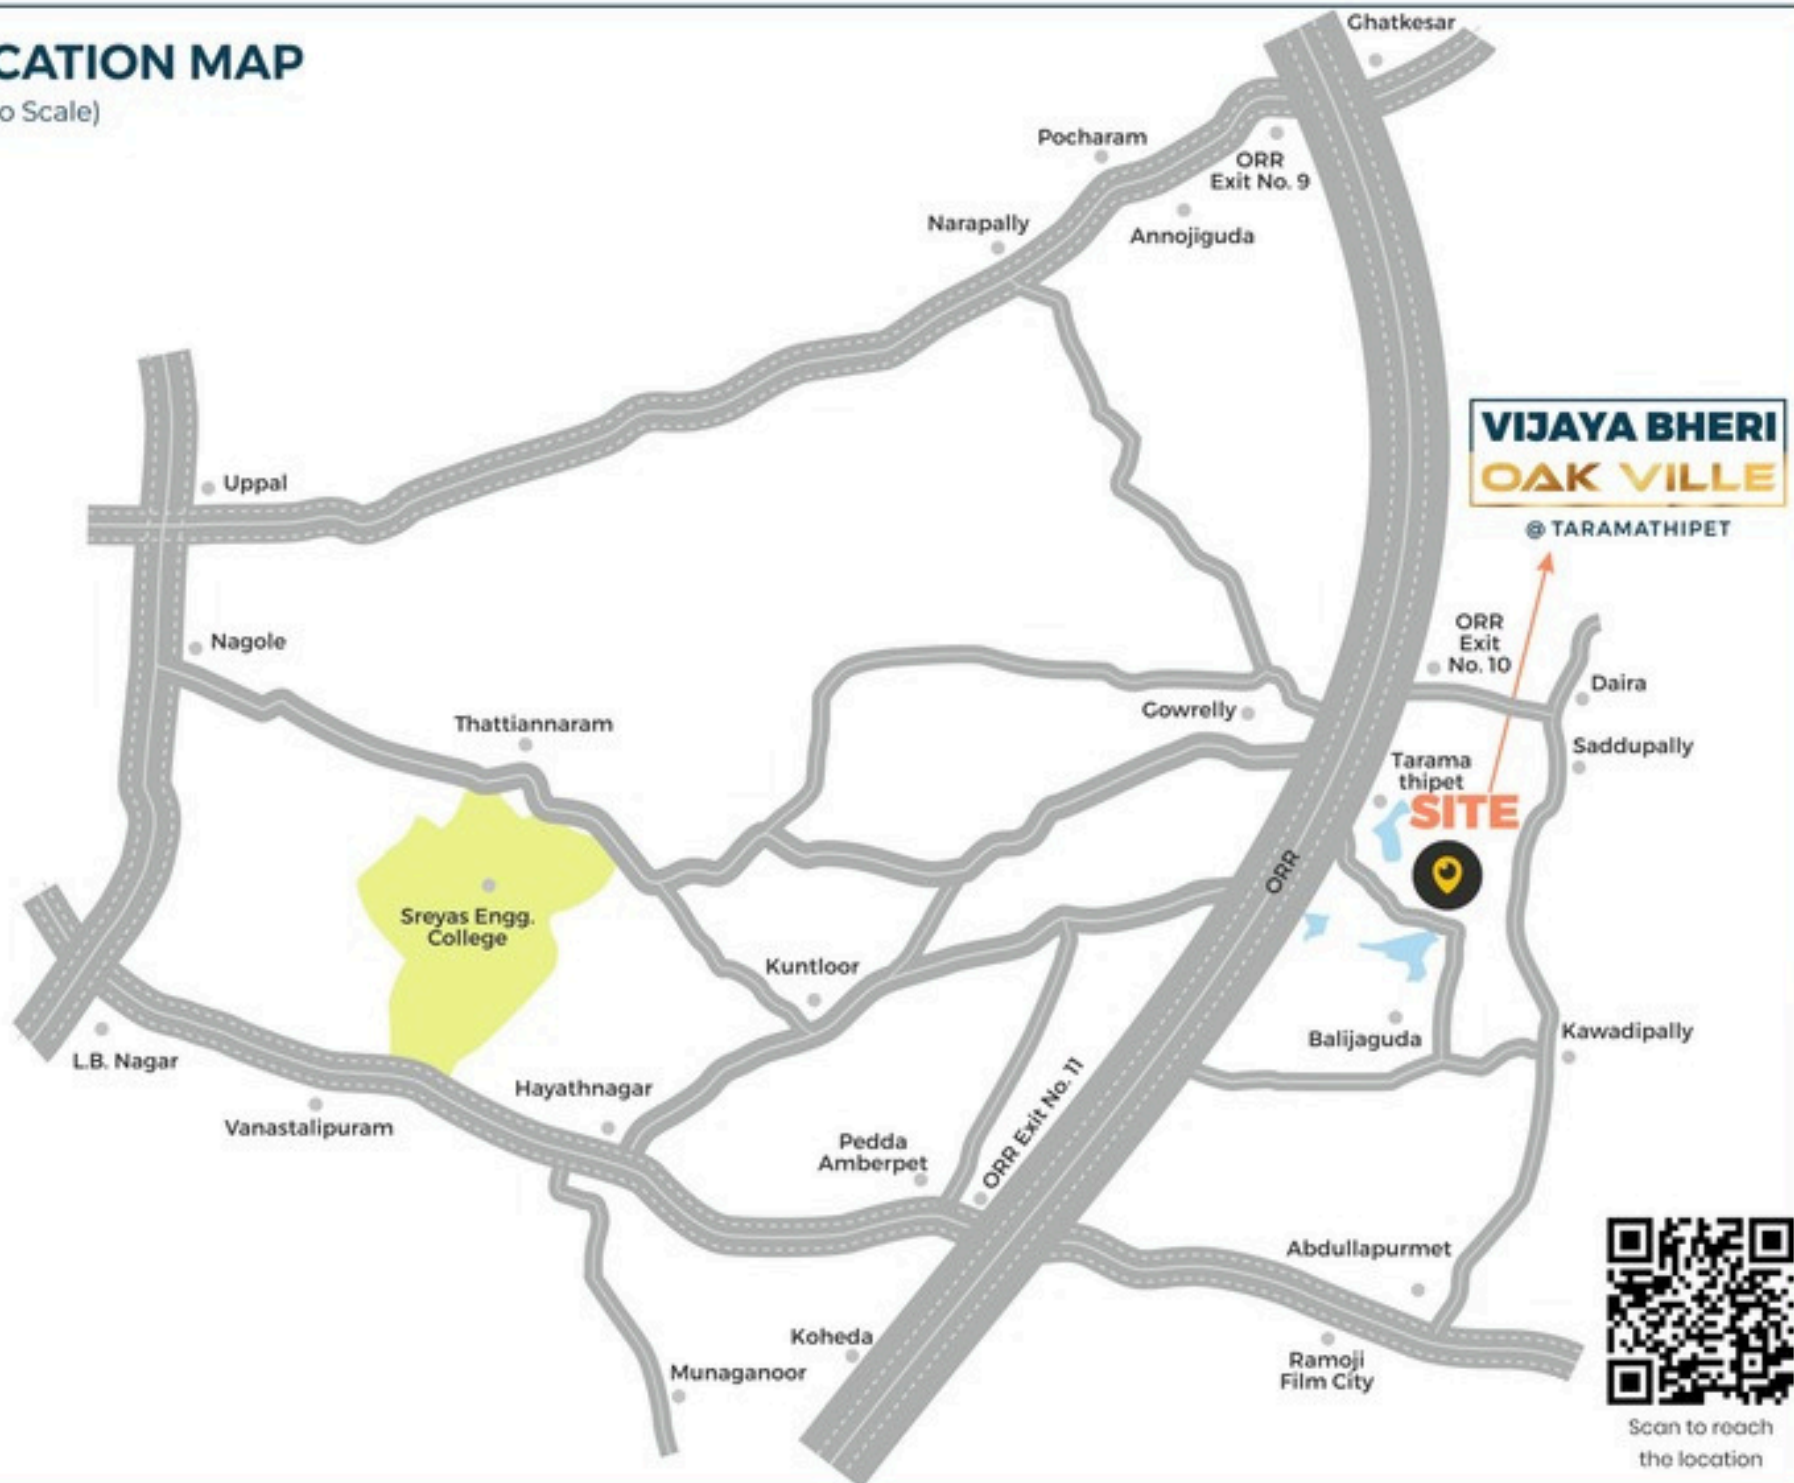 CATION MAP
o Scale)
Ghatkesar
Pocharam
ORR
Exit No. 9
Narapally
Annojiguda
VIJAYA BHERI
OAK VILLE
@ TARAMATHIPET
Uppal
ORR
Exit
No. 10
Nagole
Daira
Gowrelly
Thattiannaram
Saddupally
Tarama
thipet
SITE
ORR
Sreyas Engg.
College
Kuntloor
Balijaguda
Kawadipally
L.B. Nagar
Hayathnagar
Vanastalipuram
Pedda
Amberpet
ORR Exit No. 11
Abdullapurmet
Koheda
Munaganoor
Ramoji
Film City
Scan to reach
the location